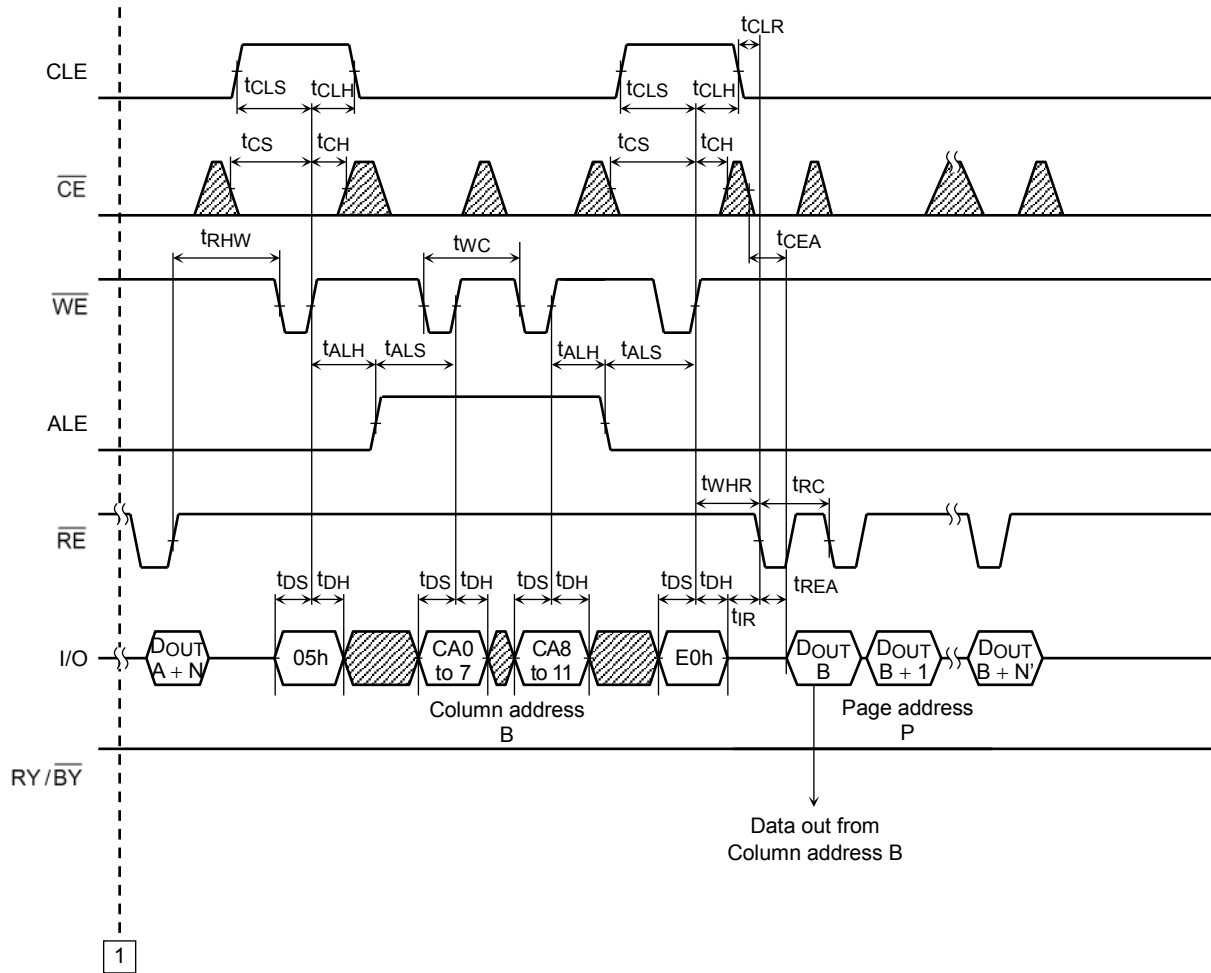 tCLR
CLE
tCLS tCLH tCLS tCLH
tCS tCH tCS tCH
CE
tRHW tWC tCEA
WE
tALH tALS tALH tALS
ALE
tWHR tRC
RE
tDS tDH tDS tDH tDS tDH tDS tDH tREA
tIR
I/O
DOUT A + N
05h
CA0 to 7
CA8 to 11
E0h
DOUT B
DOUT B + 1
DOUT B + N'
Column address
B
Page address
P
RY / BY
Data out from
Column address B
1